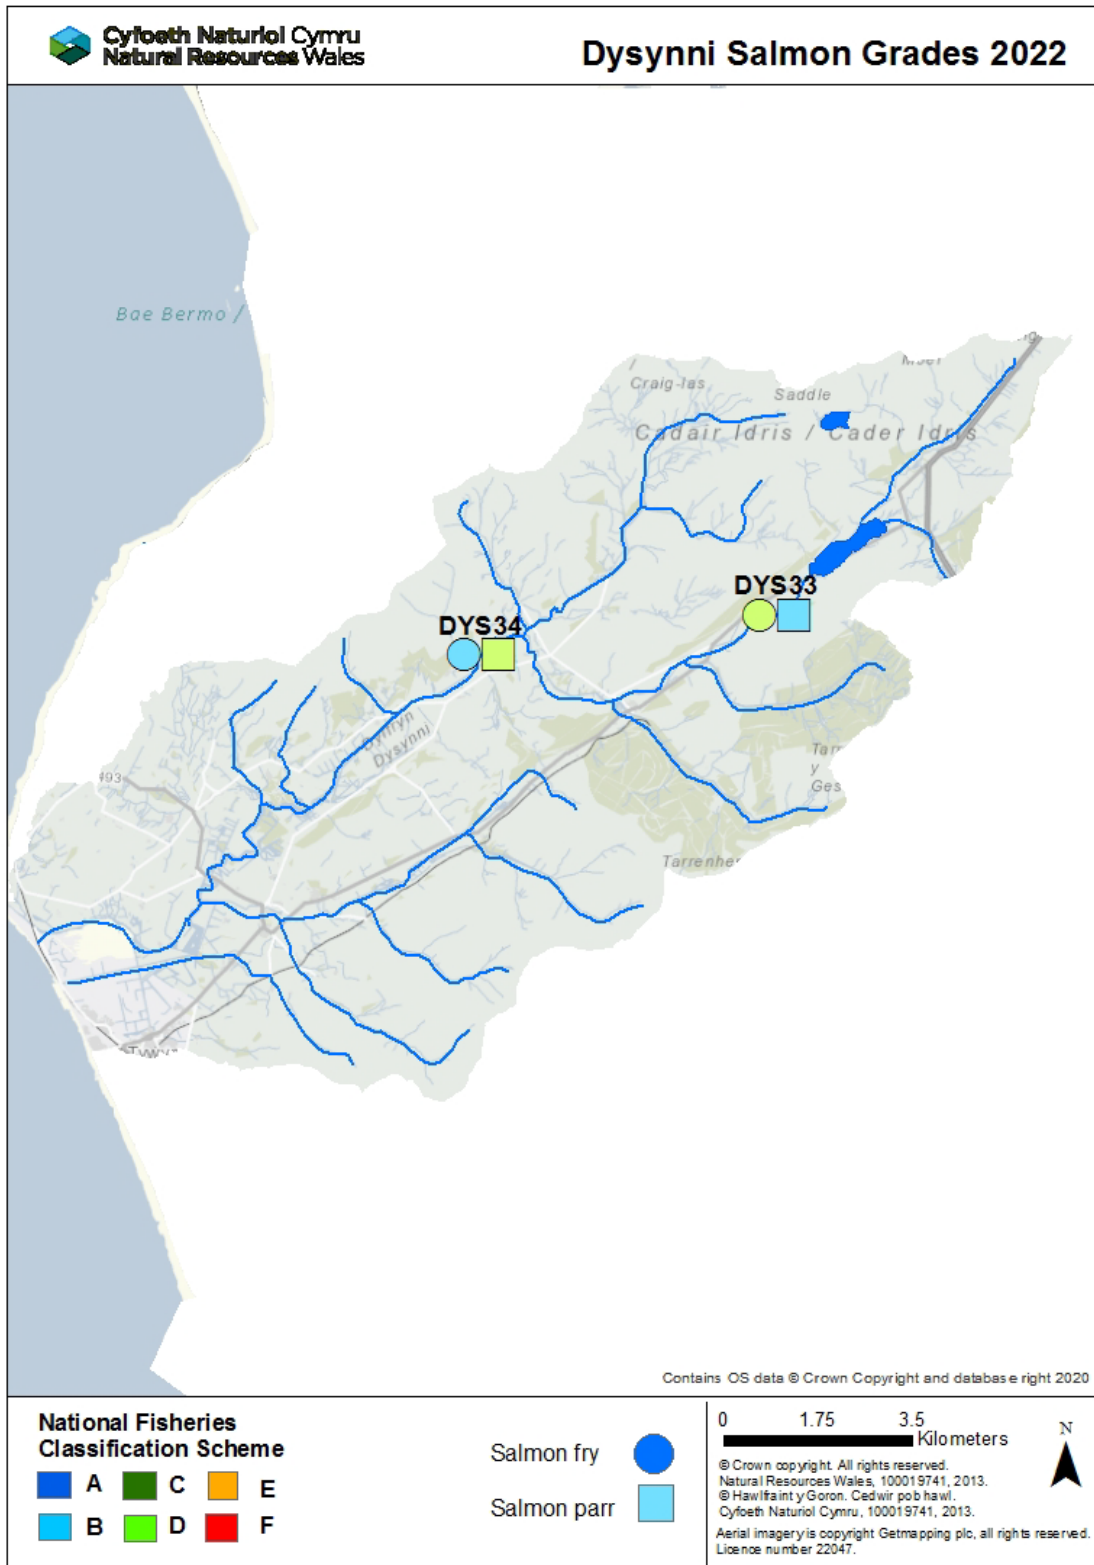 Cyfoeth Naturiol Cymru
Natural Resources Wales
Dysynni Salmon Grades 2022
Bae Bermo /
/
Craig-las
Saddle
Cadair Idris / Cader Idris
DYS33
DYS34
Dyffryn
Dysynni
493
y
Contains OS data © Crown Copyright and database right 2020
National Fisheries
Classification Scheme
A C E
B D F
Salmon fry
Salmon parr
0 1.75 3.5
Kilometers
N
© Crown copyright. All rights reserved.
Natural Resources Wales, 100019741, 2013.
© Hawlfraint y Goron. Cedwir pob hawl.
Cyfoeth Naturiol Cymru, 100019741, 2013.
Aerial imagery is copyright Getmapping plc, all rights reserved.
Licence number 22047.